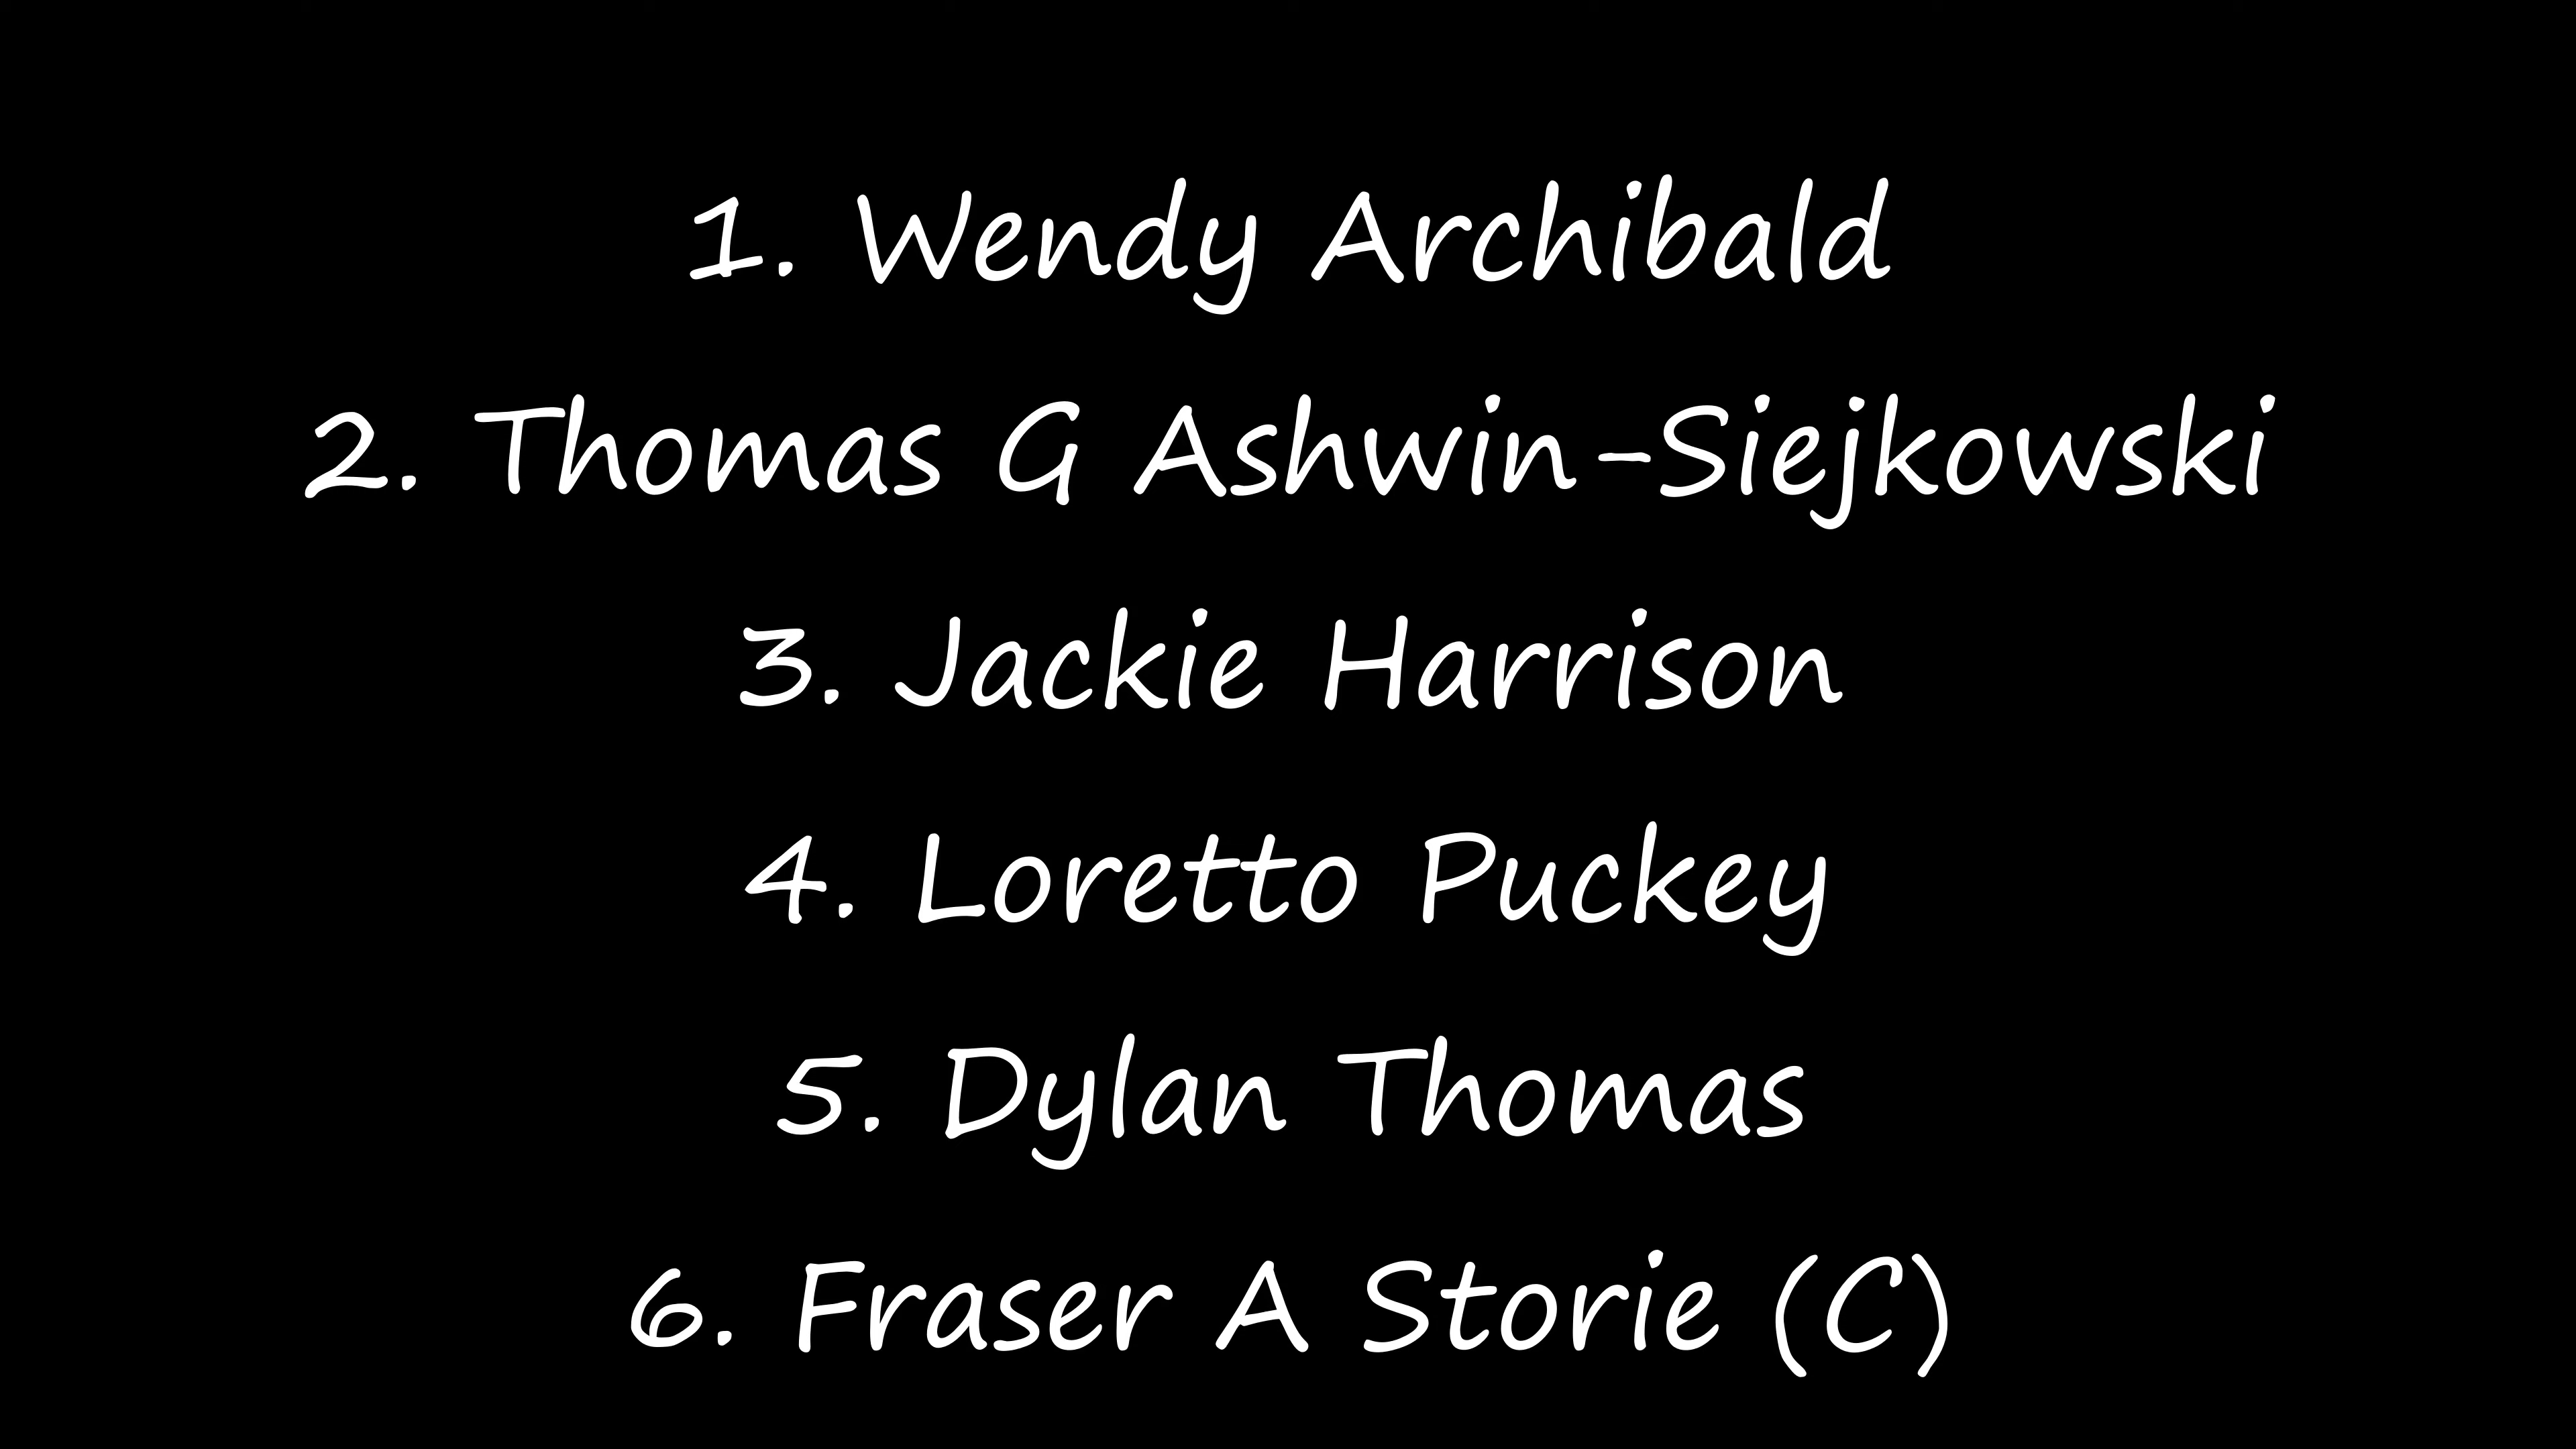 1. Wendy Archibald
2. Thomas G Ashwin-Siejkowski
3. Jackie Harrison
4. Loretto Puckey
5. Dylan Thomas
6. Fraser A Storie (C)